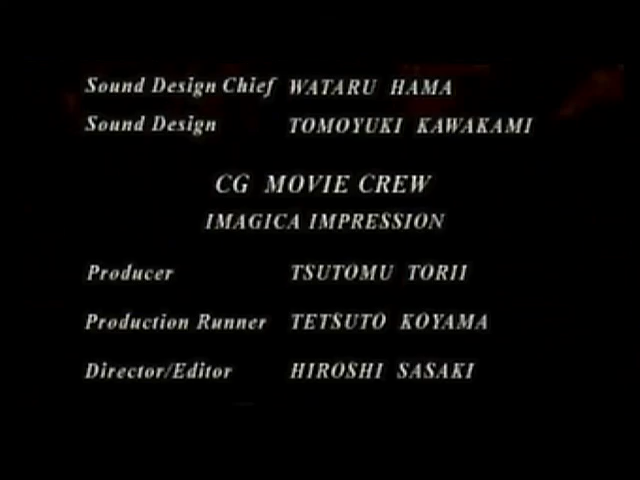 Sound Design Chief WATARU HAMA
Sound Design TOMOYUKI KAWAKAMI
CG MOVIE CREW
IMAGICA IMPRESSION
Producer TSUTOMU TORII
Production Runner TETSUTO KOYAMA
Director/Editor HIROSHI SASAKI